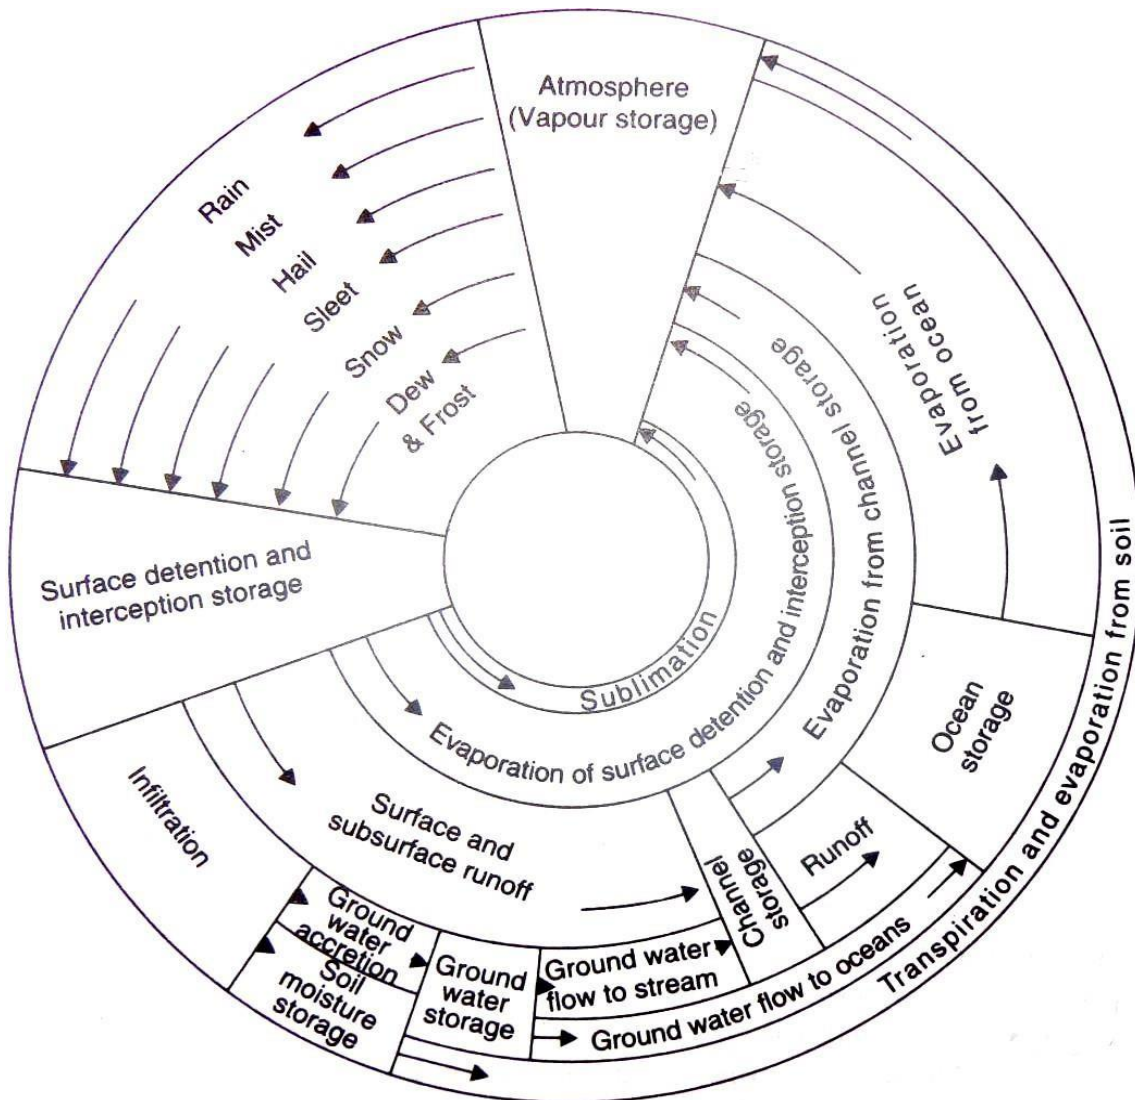 Atmosphere
(Vapour storage)
Rain
Mist
Hail
Sleet
Snow
Dew
& Frost
Surface detention and
interception storage
Infiltration
Surface and
subsurface runoff
Ground
water
accretion
Soil
moisture
storage
Ground
water
storage
Ground water
flow to stream
Ground water flow to oceans
Channel
storage
Runoff
Ocean
storage
Evaporation
from ocean
Evaporation from channel storage
storage
Evaporation of surface detention and interception storage
Sublimation
Transpiration and evaporation from soil